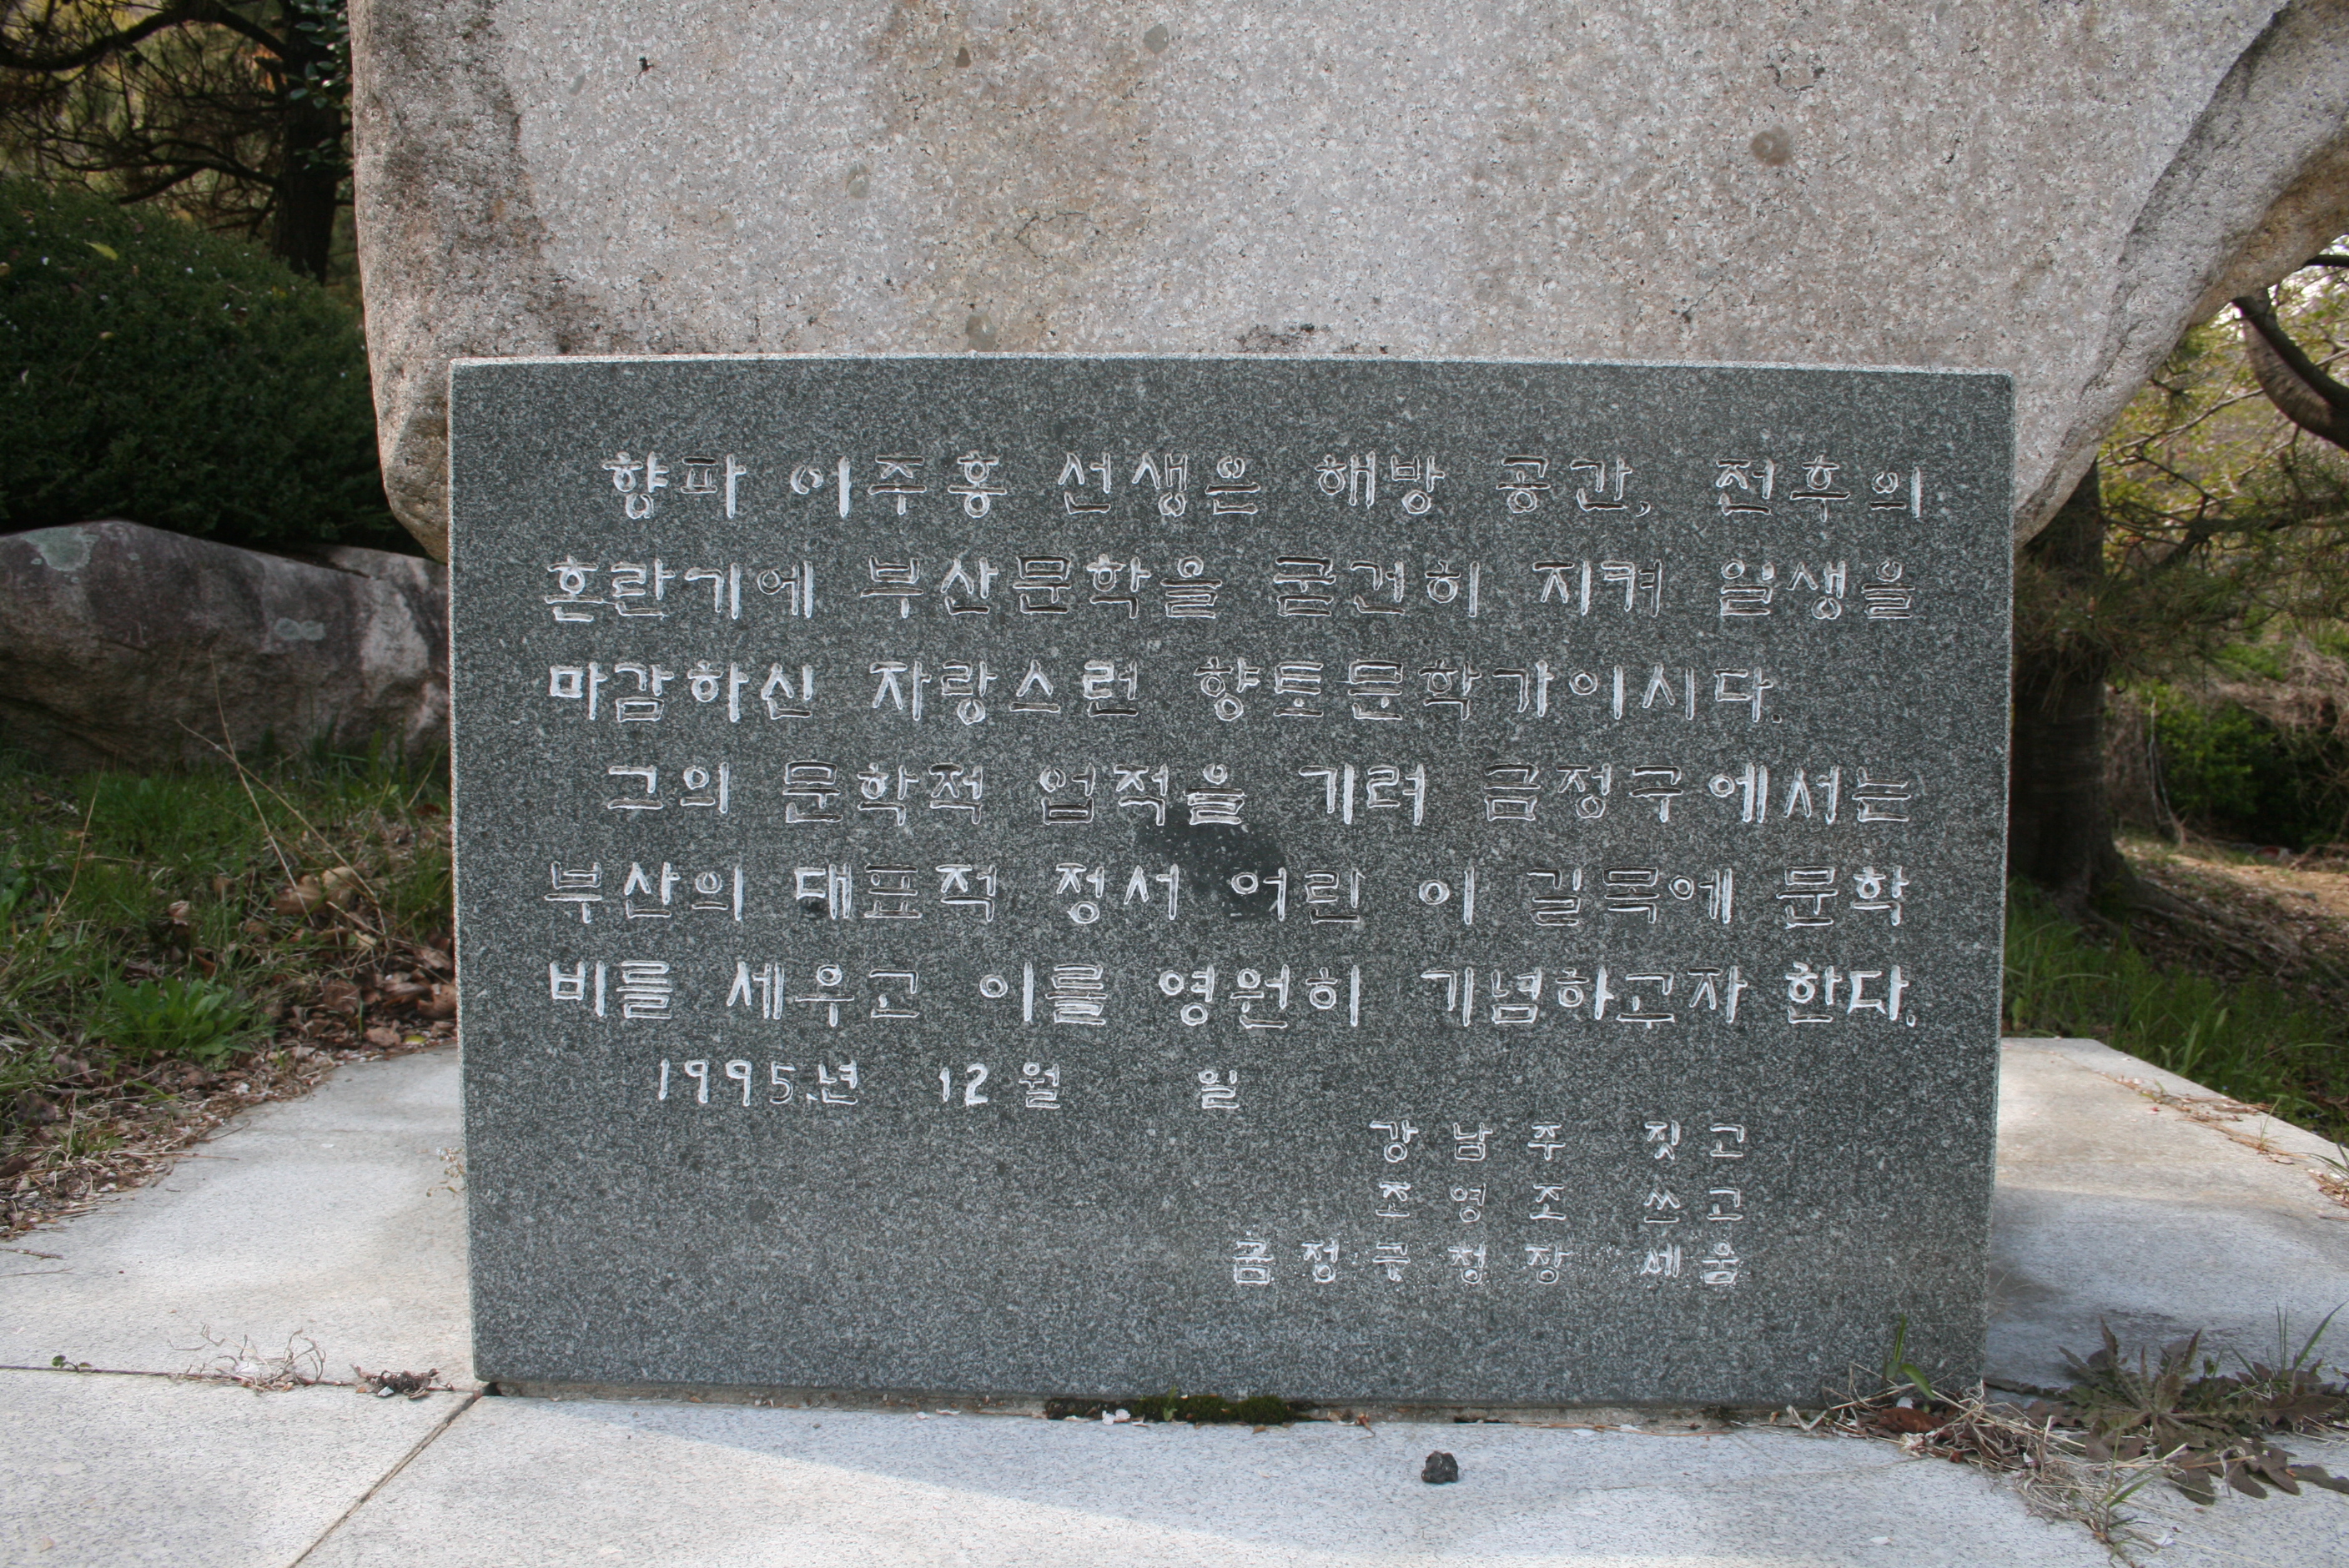 향파 이주홍 선생은 해방 공간, 전후의
혼란기에 부산문학을 굳건히 지켜 일생을
마감하신 자랑스런 향토문학가이시다.
그의 문학적 업적을 기려 금정구에서는
부산의 대표적 정서 어린 이 길목에 문학
비를 세우고 이를 영원히 기념하고자 한다.
1995.년 12월 일
강남주 짓고
조영조 쓰고
금정구청장 세움